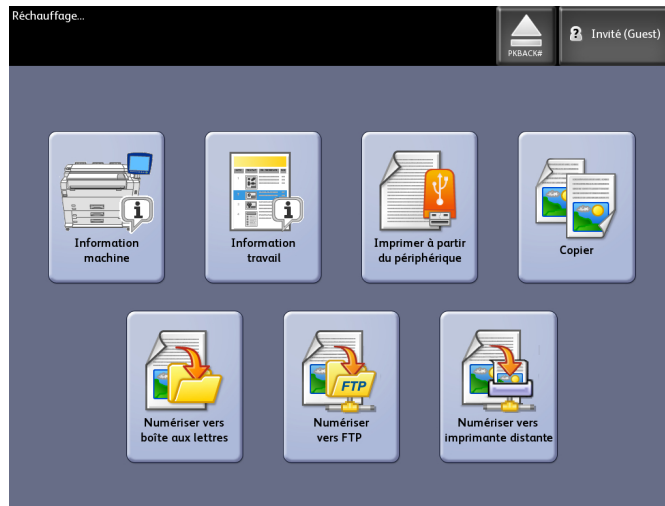 Réchauffage...
PKBACK#
Invité (Guest)
Information
machine
Information
travail
Imprimer à partir
du périphérique
Copier
Numériser vers
boîte aux lettres
FTP
Numériser
vers FTP
Numériser vers
imprimante distante